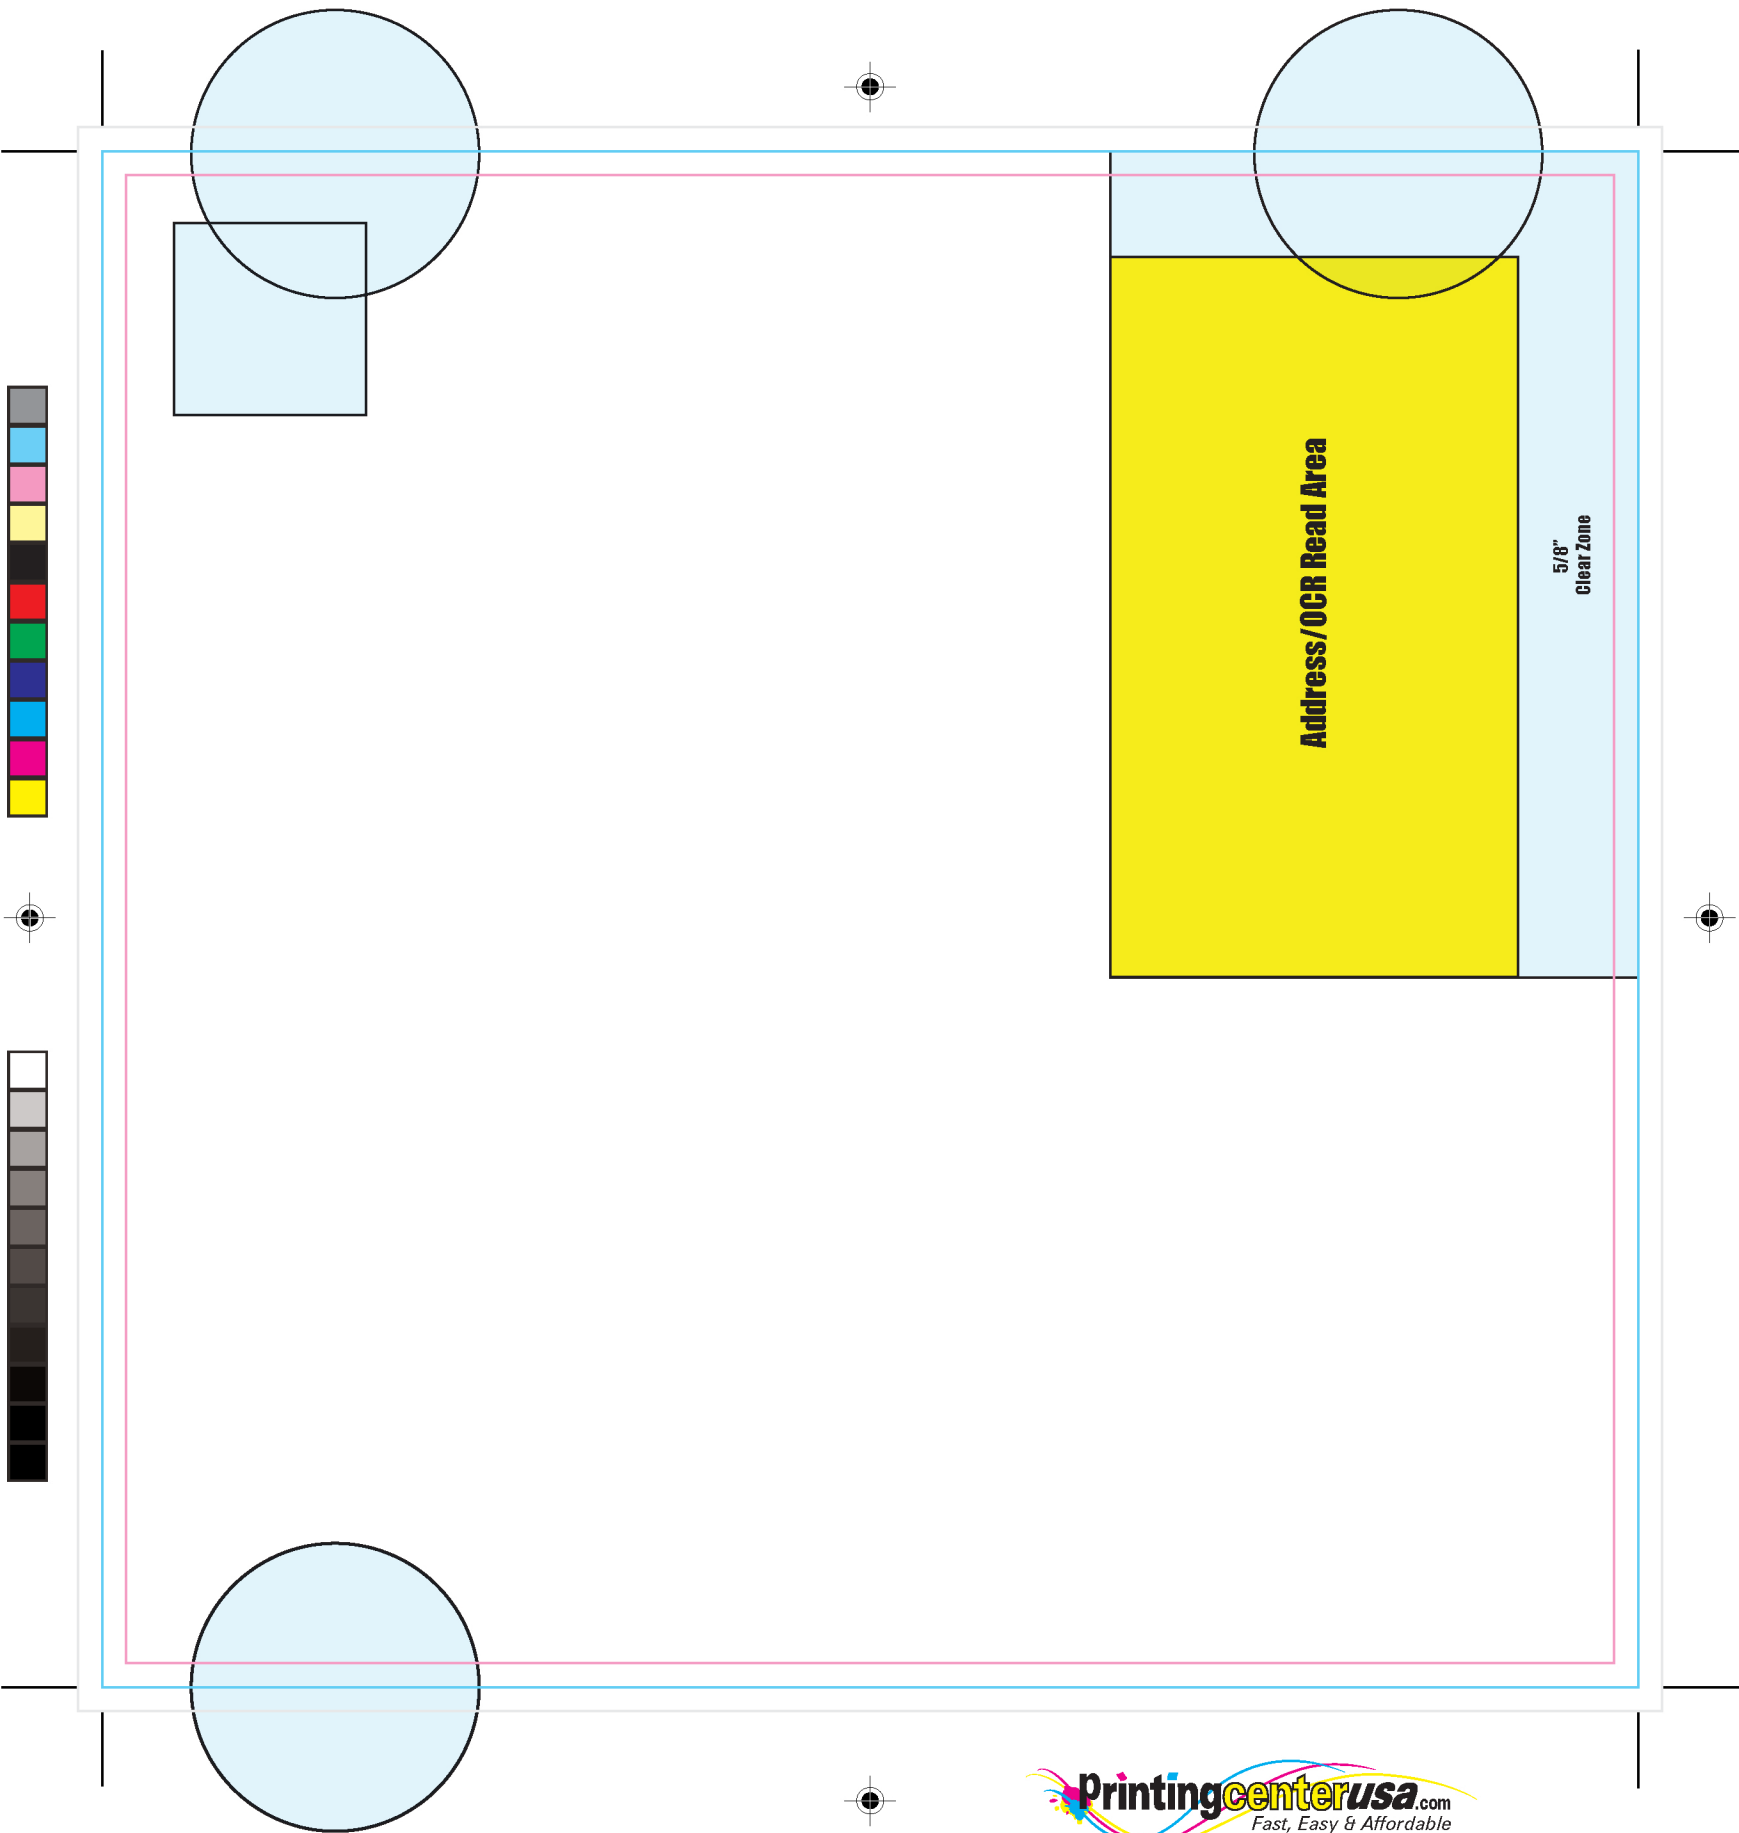 Address/OCR Read Area
5/8"
Clear Zone
Printingcenterusa.com
Fast, Easy & Affordable